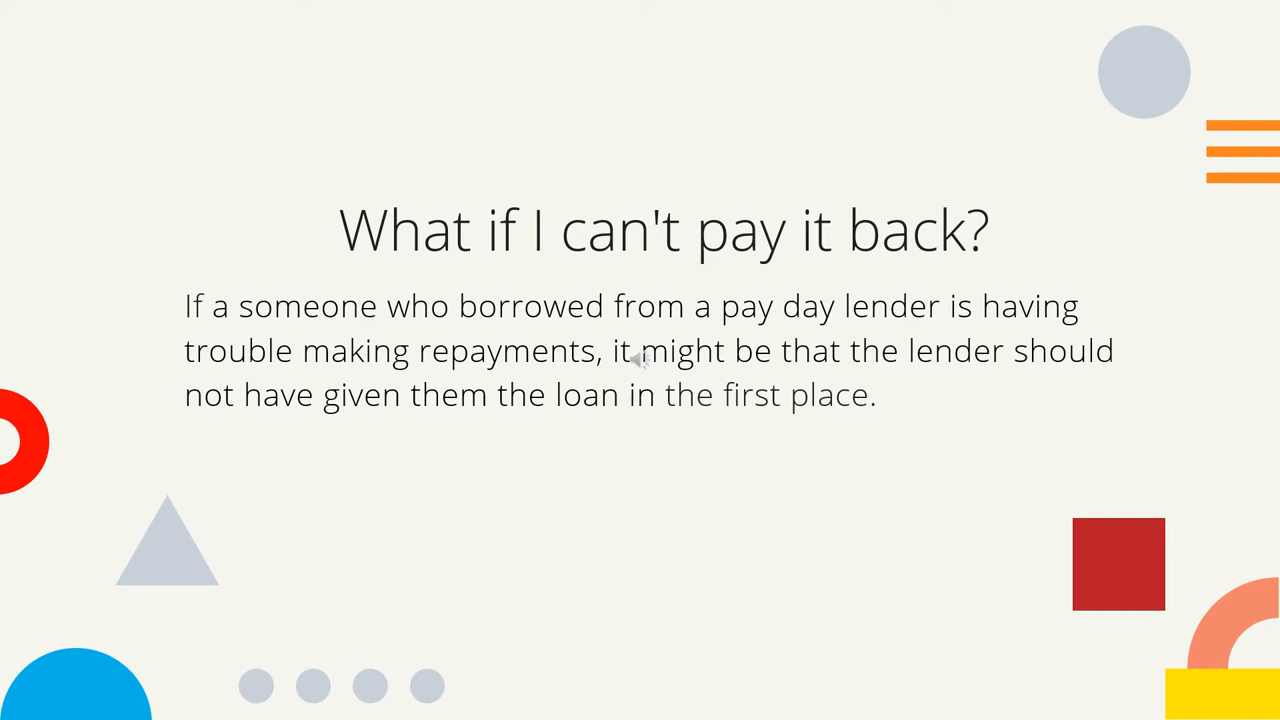 What if I can't pay it back?
If a someone who borrowed from a pay day lender is having
trouble making repayments, it might be that the lender should
not have given them the loan in the first place.